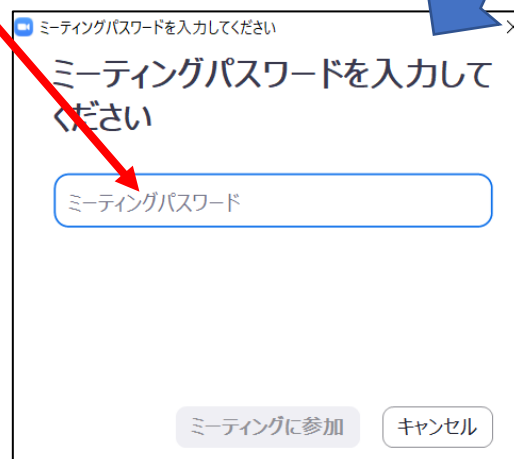 ミーティングパスワードを入力してください
ミーティングパスワードを入力して
ください
ミーティングパスワード
ミーティングに参加 キャンセル